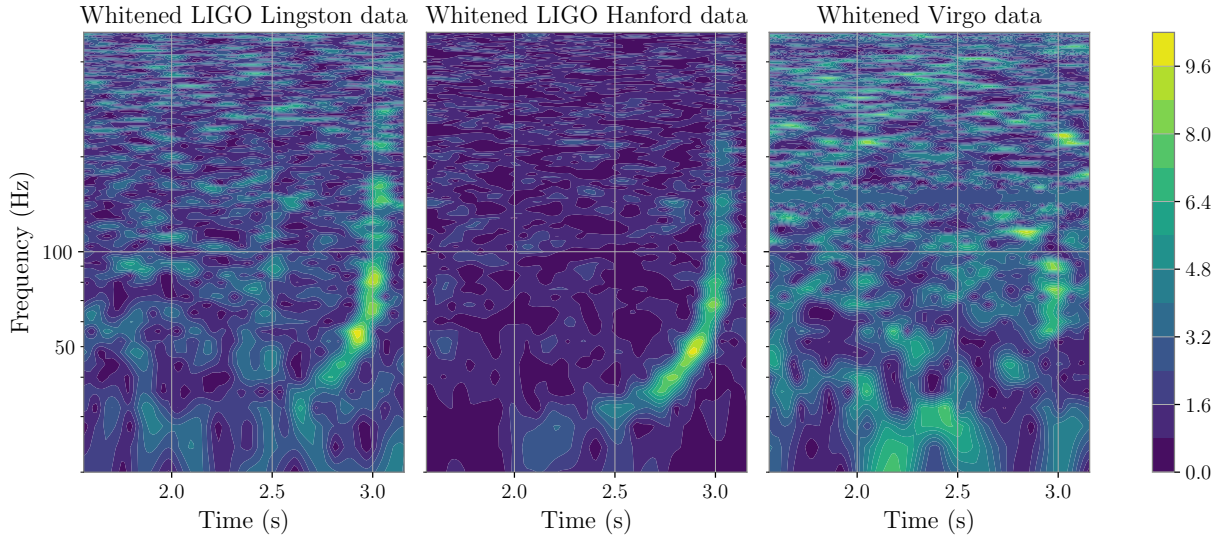 Whitened LIGO Lingston data
Whitened LIGO Hanford data
Whitened Virgo data
Frequency (Hz)
100
50
2.0
2.5
3.0
Time (s)
2.0
2.5
3.0
Time (s)
2.0
2.5
3.0
Time (s)
9.6
8.0
6.4
4.8
3.2
1.6
0.0